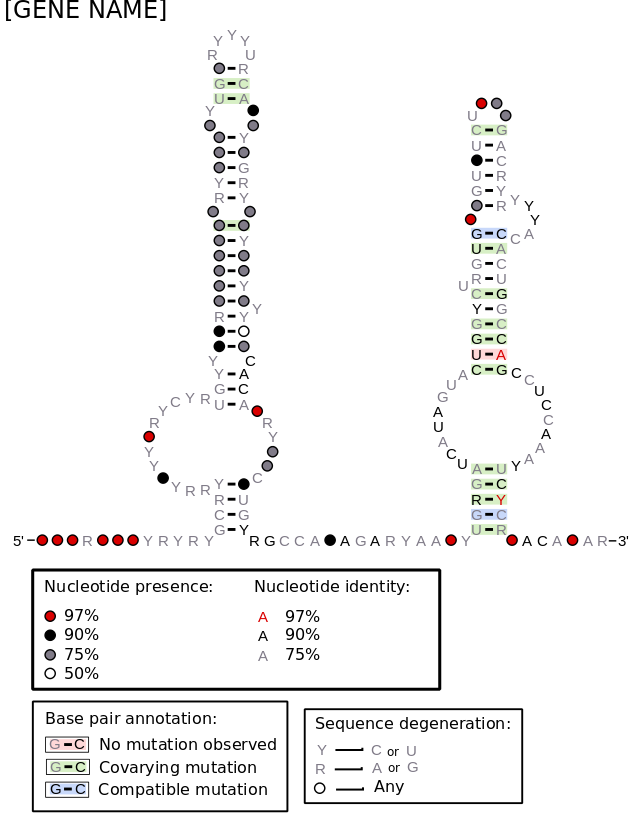 [GENE NAME]
Y Y Y
R U
R
G C
U A
Y
Y
G
Y R
R Y
Y
Y
Y
R Y
Y C
Y A
G C
U A
Y C Y R
R R
Y Y
Y
Y C
Y R R Y
R U
C G
G Y
U
C G
U A
U C
U R
G Y
R Y
Y
Y
A
C
G C
U A
G C
R U
U
C G
Y G
G C
G C
U A
C G
A C C
U U
G C
A C
U A
A A
C A
U Y
A U
G C
R Y
G C
U R
5' R Y R Y R Y R G C C A A G A R Y A A Y A C A A R 3'
Nucleotide presence: Nucleotide identity:
97% A 97%
90% A 90%
75% A 75%
50%
Base pair annotation:
G C No mutation observed
G C Covarying mutation
G C Compatible mutation
Sequence degeneration:
Y C or U
R A or G
Any